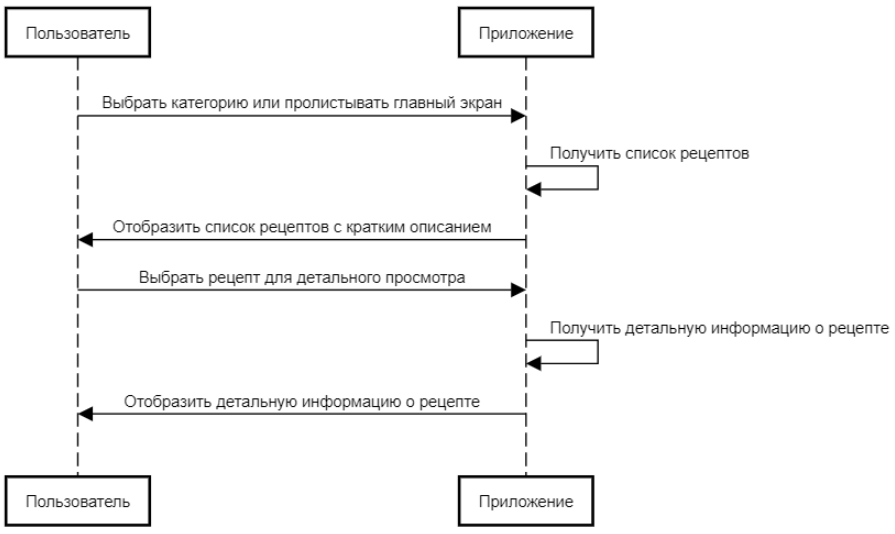 Пользователь
Приложение
Выбрать категорию или пролистывать главный экран
Получить список рецептов
Отобразить список рецептов с кратким описанием
Выбрать рецепт для детального просмотра
Получить детальную информацию о рецепте
Отобразить детальную информацию о рецепте
Пользователь
Приложение